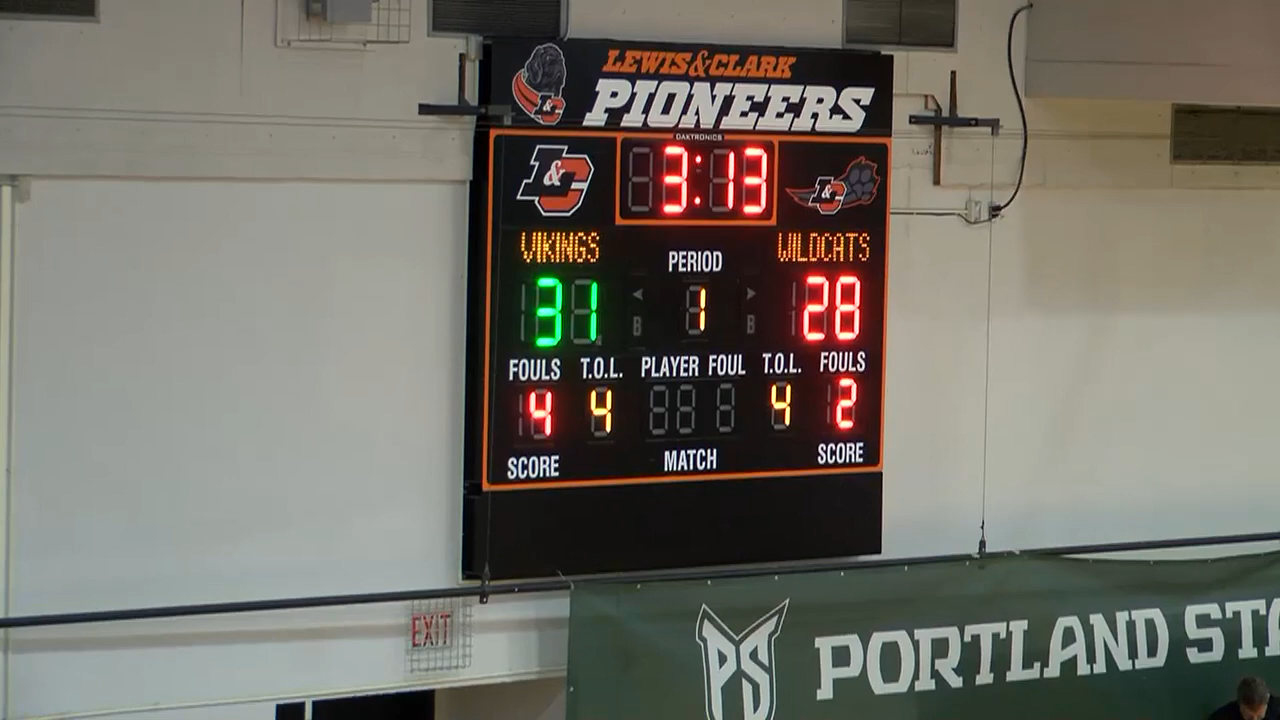 LEWIS&CLARK
PIONEERS
L&C
DAKTRONICS
L&C
3:13
L&C
VIKINGS
WILDCATS
PERIOD
31
1
28
B
B
FOULS
T.O.L.
PLAYER FOUL
T.O.L.
FOULS
4
4
4
2
SCORE
MATCH
SCORE
EXIT
PS
PORTLAND STA